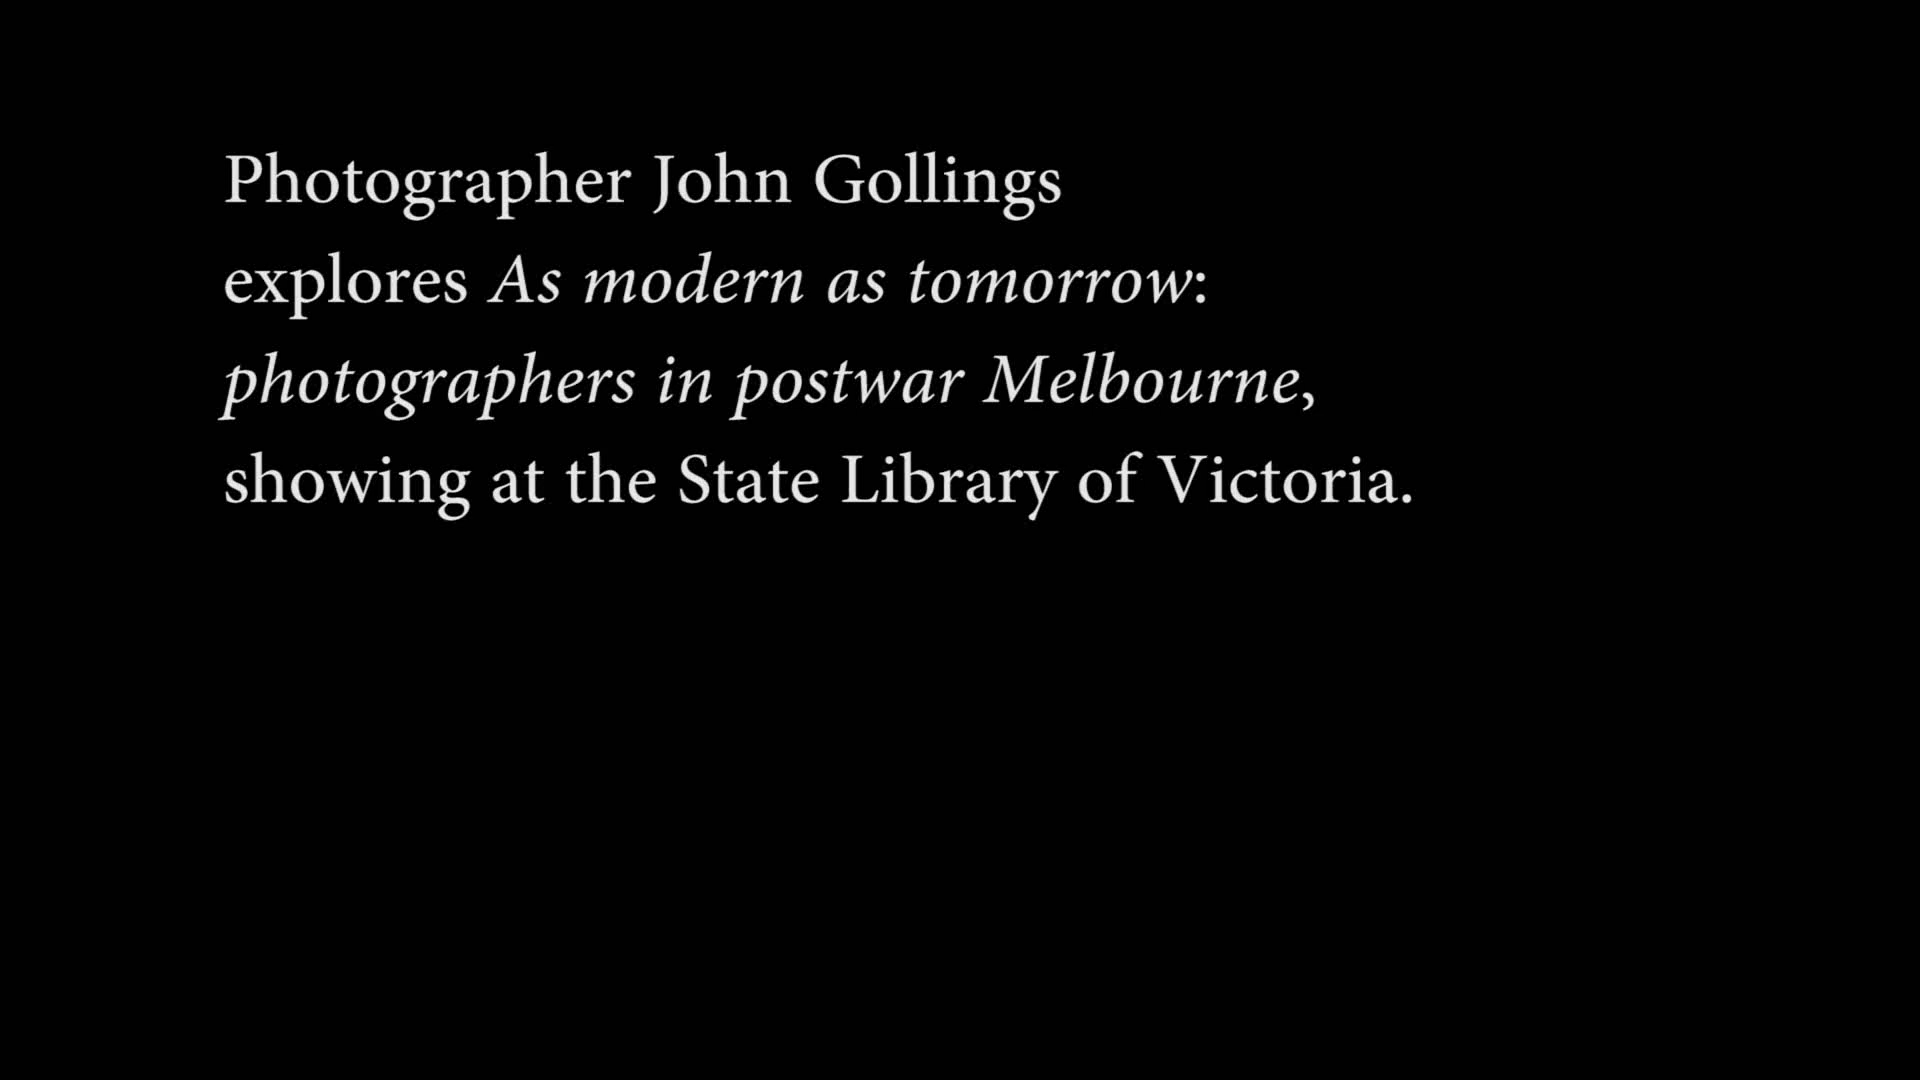 Photographer John Gollings
explores As modern as tomorrow:
photographers in postwar Melbourne,
showing at the State Library of Victoria.